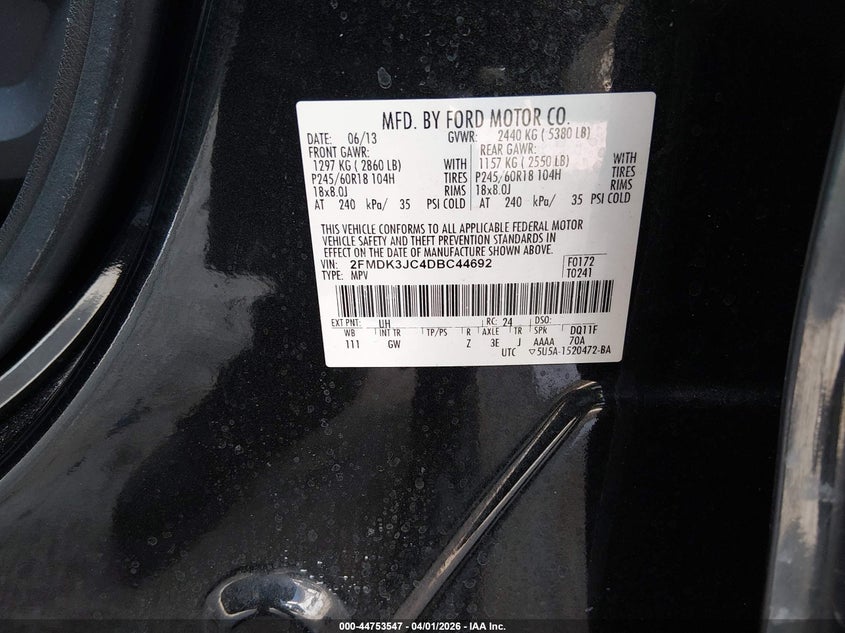 MFD. BY FORD MOTOR CO.
DATE: 06/13 GVWR: 2440 KG ( 5380 LB)
FRONT GAWR: REAR GAWR:
1297 KG ( 2860 LB) WITH 1157 KG ( 2550 LB) WITH
P245/60R18 104H TIRES P245/60R18 104H TIRES
18x8.0J RIMS 18x8.0J RIMS
AT 240 kPa/ 35 PSI COLD AT 240 kPa/ 35 PSI COLD
THIS VEHICLE CONFORMS TO ALL APPLICABLE FEDERAL MOTOR
VEHICLE SAFETY AND THEFT PREVENTION STANDARDS IN
EFFECT ON THE DATE OF MANUFACTURE SHOWN ABOVE.
VIN: 2FMDK3JC4DBC44692 F0172
TYPE: MPV T0241
EXT PNT: UH RC: 24 DSO:
WB INT TR TP/PS R AXLE TR SPR DQ11F
111 GW Z 3E J AAAA 70A
UTC ▽5U5A-1520472-BA
000-44753547 - 04/01/2026 - IAA Inc.